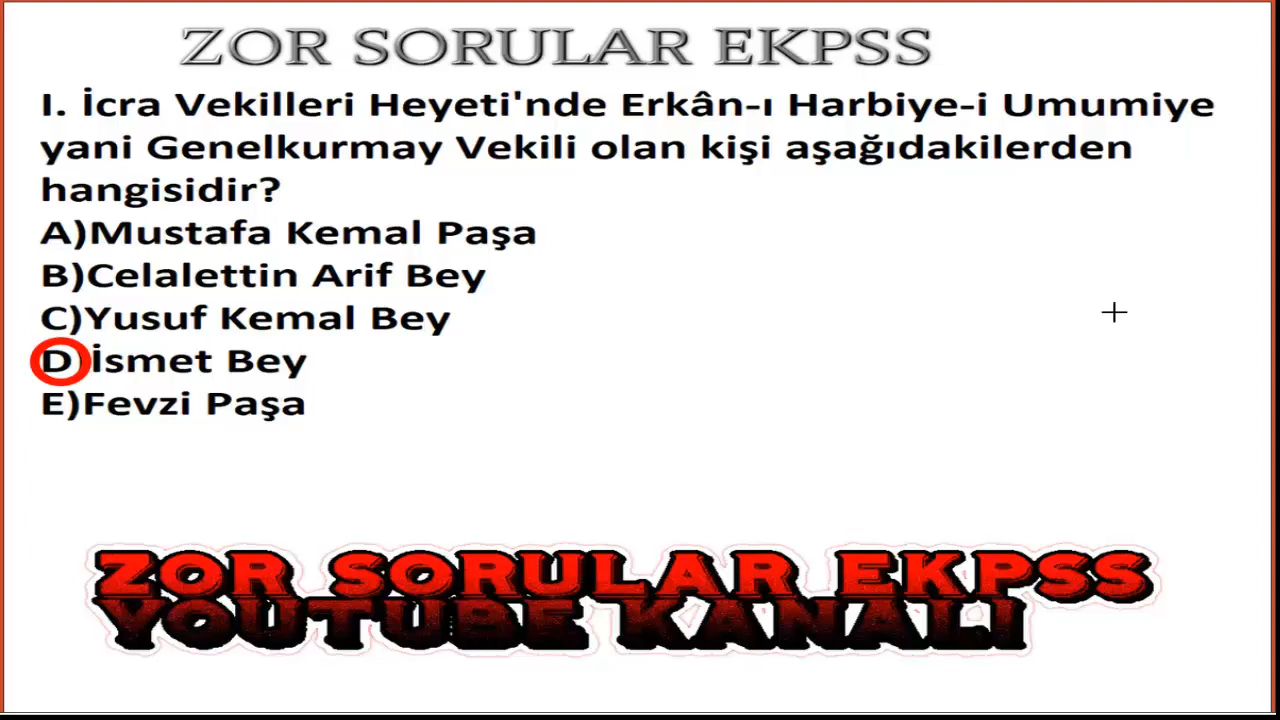 ZOR SORULAR EKPSS
I. İcra Vekilleri Heyeti'nde Erkân-ı Harbiye-i Umumiye
yani Genelkurmay Vekili olan kişi aşağıdakilerden
hangisidir?
A)Mustafa Kemal Paşa
B)Celalettin Arif Bey
C)Yusuf Kemal Bey
D)İsmet Bey
E)Fevzi Paşa
ZOR SORULAR EKPSS
YOUTUBE KANALI